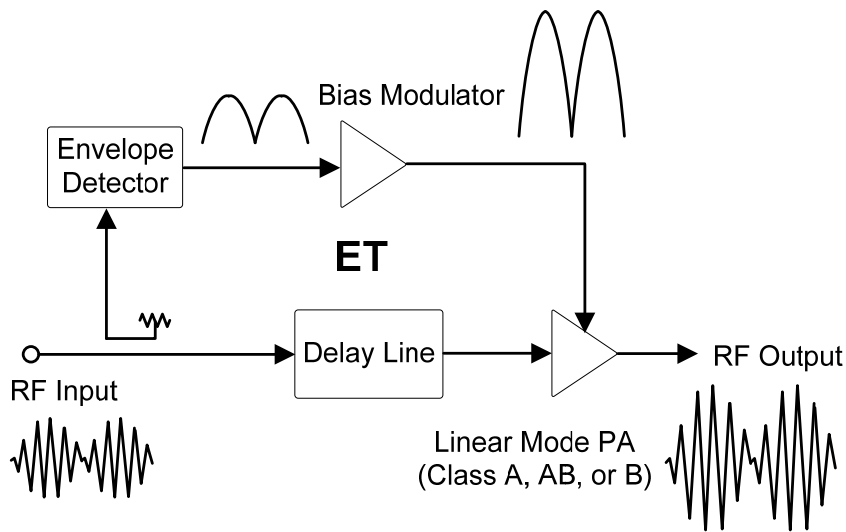 Bias Modulator
Envelope
Detector
ET
Delay Line
RF Output
RF Input
Linear Mode PA
(Class A, AB, or B)